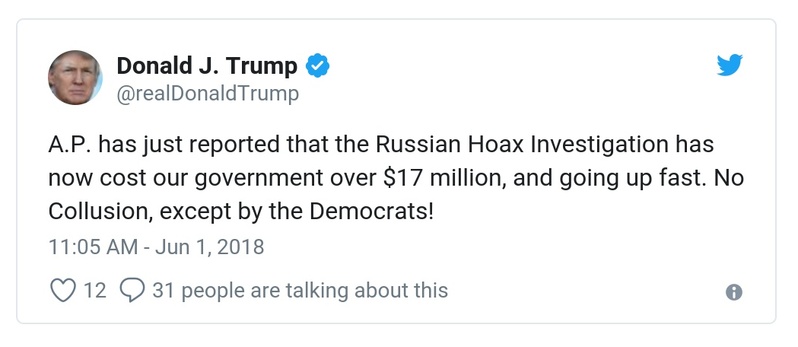 Donald J. Trump
@realDonaldTrump
A.P. has just reported that the Russian Hoax Investigation has
now cost our government over $17 million, and going up fast. No
Collusion, except by the Democrats!
11:05 AM - Jun 1, 2018
12 31 people are talking about this